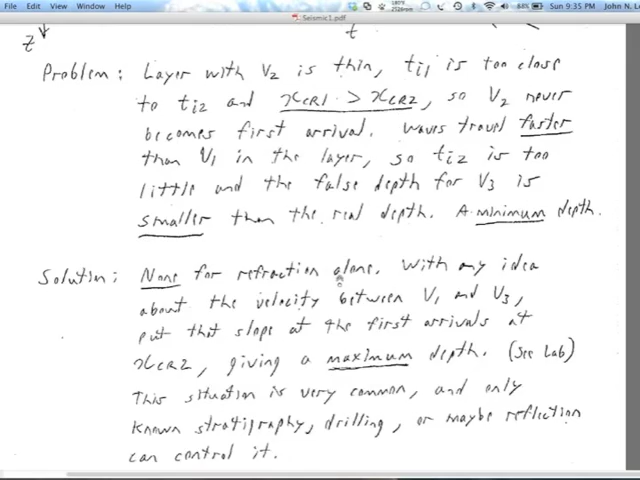 File Edit View Window Help 88% Sun 9:35 PM John N. Lo
Seismic1.pdf
z t
Problem: Layer with V2 is thin, ti1 is too close
to ti2 and xCR1 > xCR2, so V2 never
becomes first arrival. Waves travel faster
than V1 in the layer, so ti2 is too
little and the false depth for V3 is
smaller than the real depth. A minimum depth.
Solution: None for refraction alone. With any idea
about the velocity between V1 and V3,
put that slope at the first arrivals at
xCR2, giving a maximum depth. (See Lab)
This situation is very common, and only
known stratigraphy, drilling, or maybe reflection
can control it.